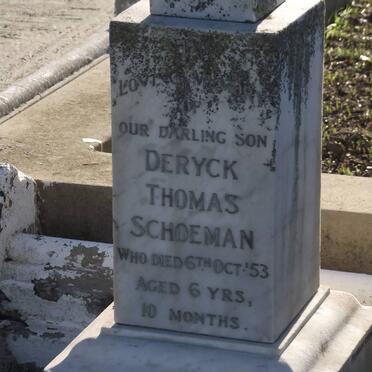 LOVING
OUR DARLING SON
DERYCK
THOMAS
SCHOEMAN
WHO DIED 6TH OCT. '53
AGED 6 YRS,
10 MONTHS.